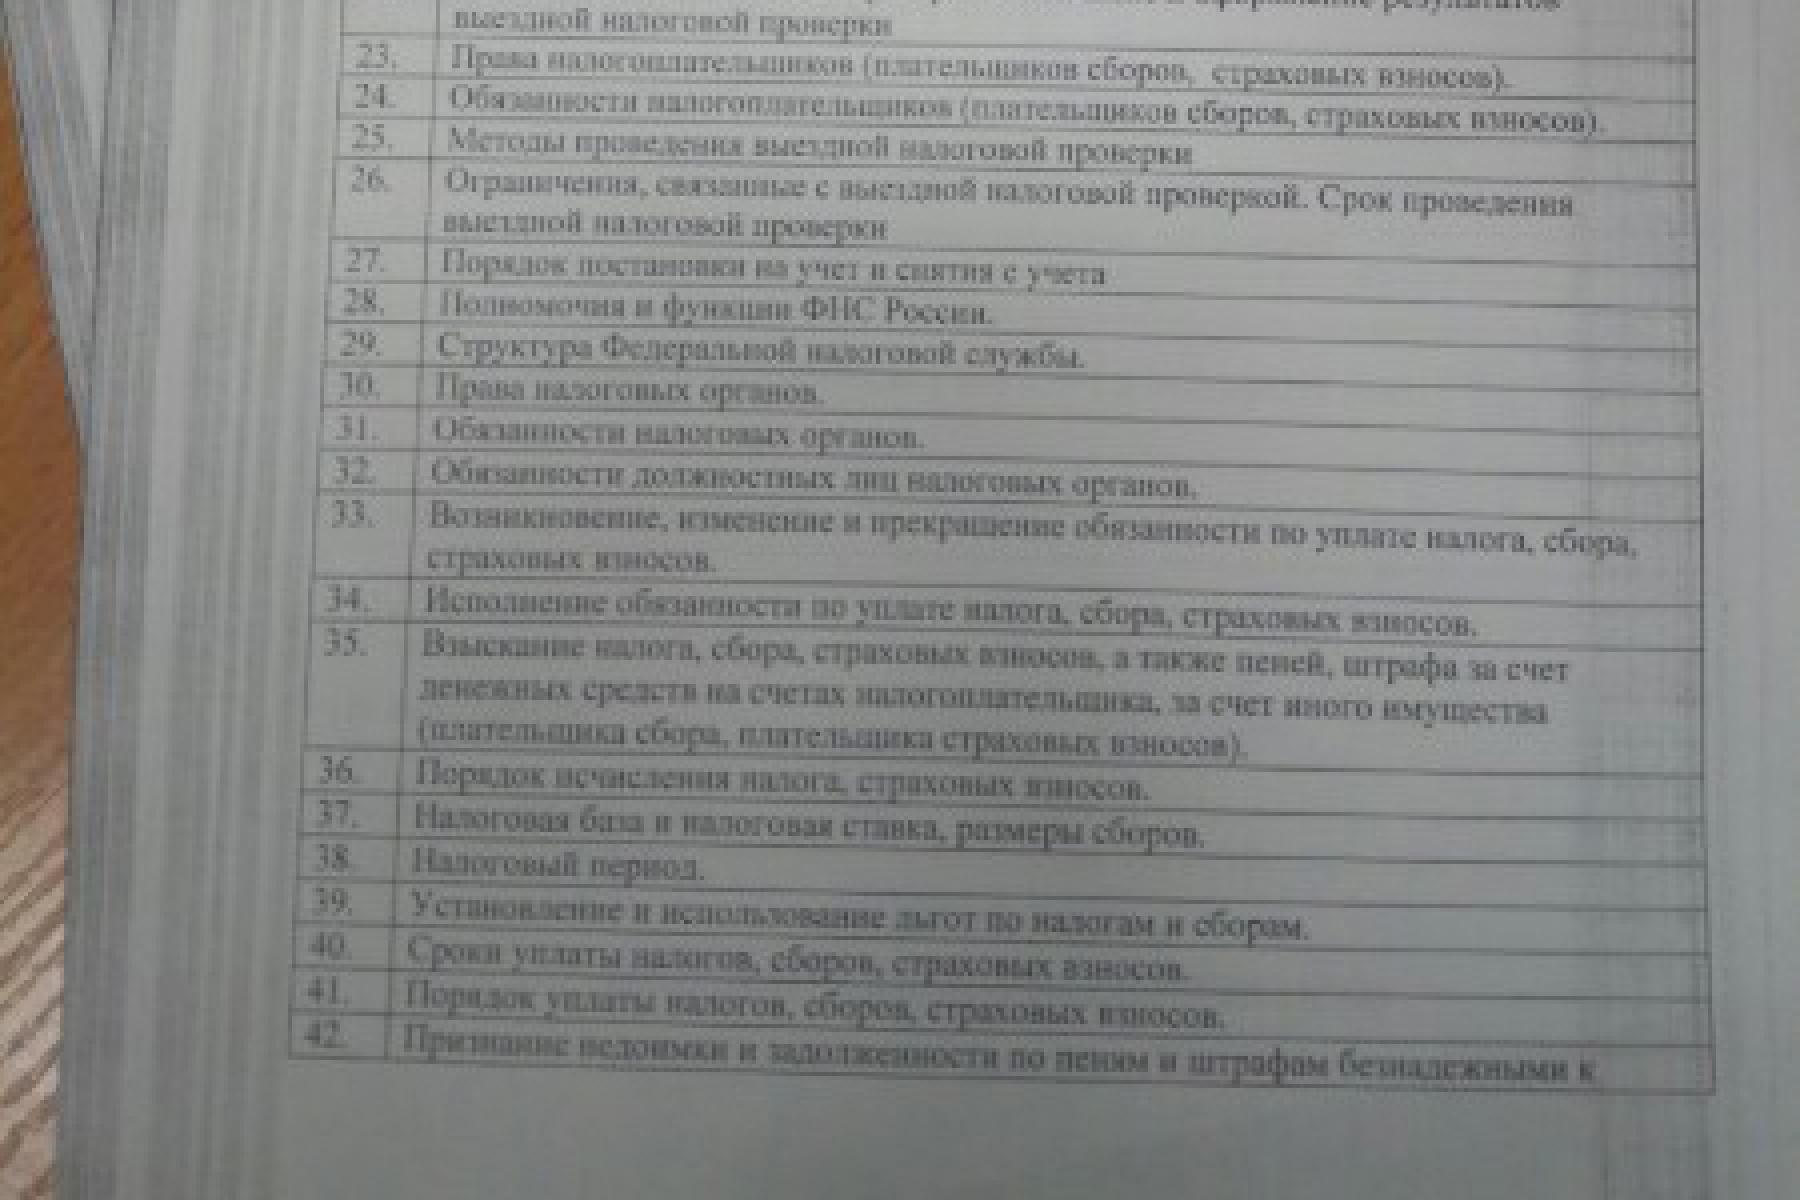 оформление результатов
выездной налоговой проверки
23. Права налогоплательщиков (плательщиков сборов, страховых взносов).
24. Обязанности налогоплательщиков (плательщиков сборов, страховых взносов).
25. Методы проведения выездной налоговой проверки
26. Ограничения, связанные с выездной налоговой проверкой. Срок проведения
выездной налоговой проверки
27. Порядок постановки на учет и снятия с учета
28. Полномочия и функции ФНС России.
29. Структура Федеральной налоговой службы.
30. Права налоговых органов.
31. Обязанности налоговых органов.
32. Обязанности должностных лиц налоговых органов.
33. Возникновение, изменение и прекращение обязанности по уплате налога, сбора,
страховых взносов.
34. Исполнение обязанности по уплате налога, сбора, страховых взносов.
35. Взыскание налога, сбора, страховых взносов, а также пеней, штрафа за счет
денежных средств на счетах налогоплательщика, за счет иного имущества
(плательщика сбора, плательщика страховых взносов).
36. Порядок исчисления налога, страховых взносов.
37. Налоговая база и налоговая ставка, размеры сборов.
38. Налоговый период.
39. Установление и использование льгот по налогам и сборам.
40. Сроки уплаты налогов, сборов, страховых взносов.
41. Порядок уплаты налогов, сборов, страховых взносов.
42. Признание недоимки и задолженности по пеням и штрафам безнадежными к